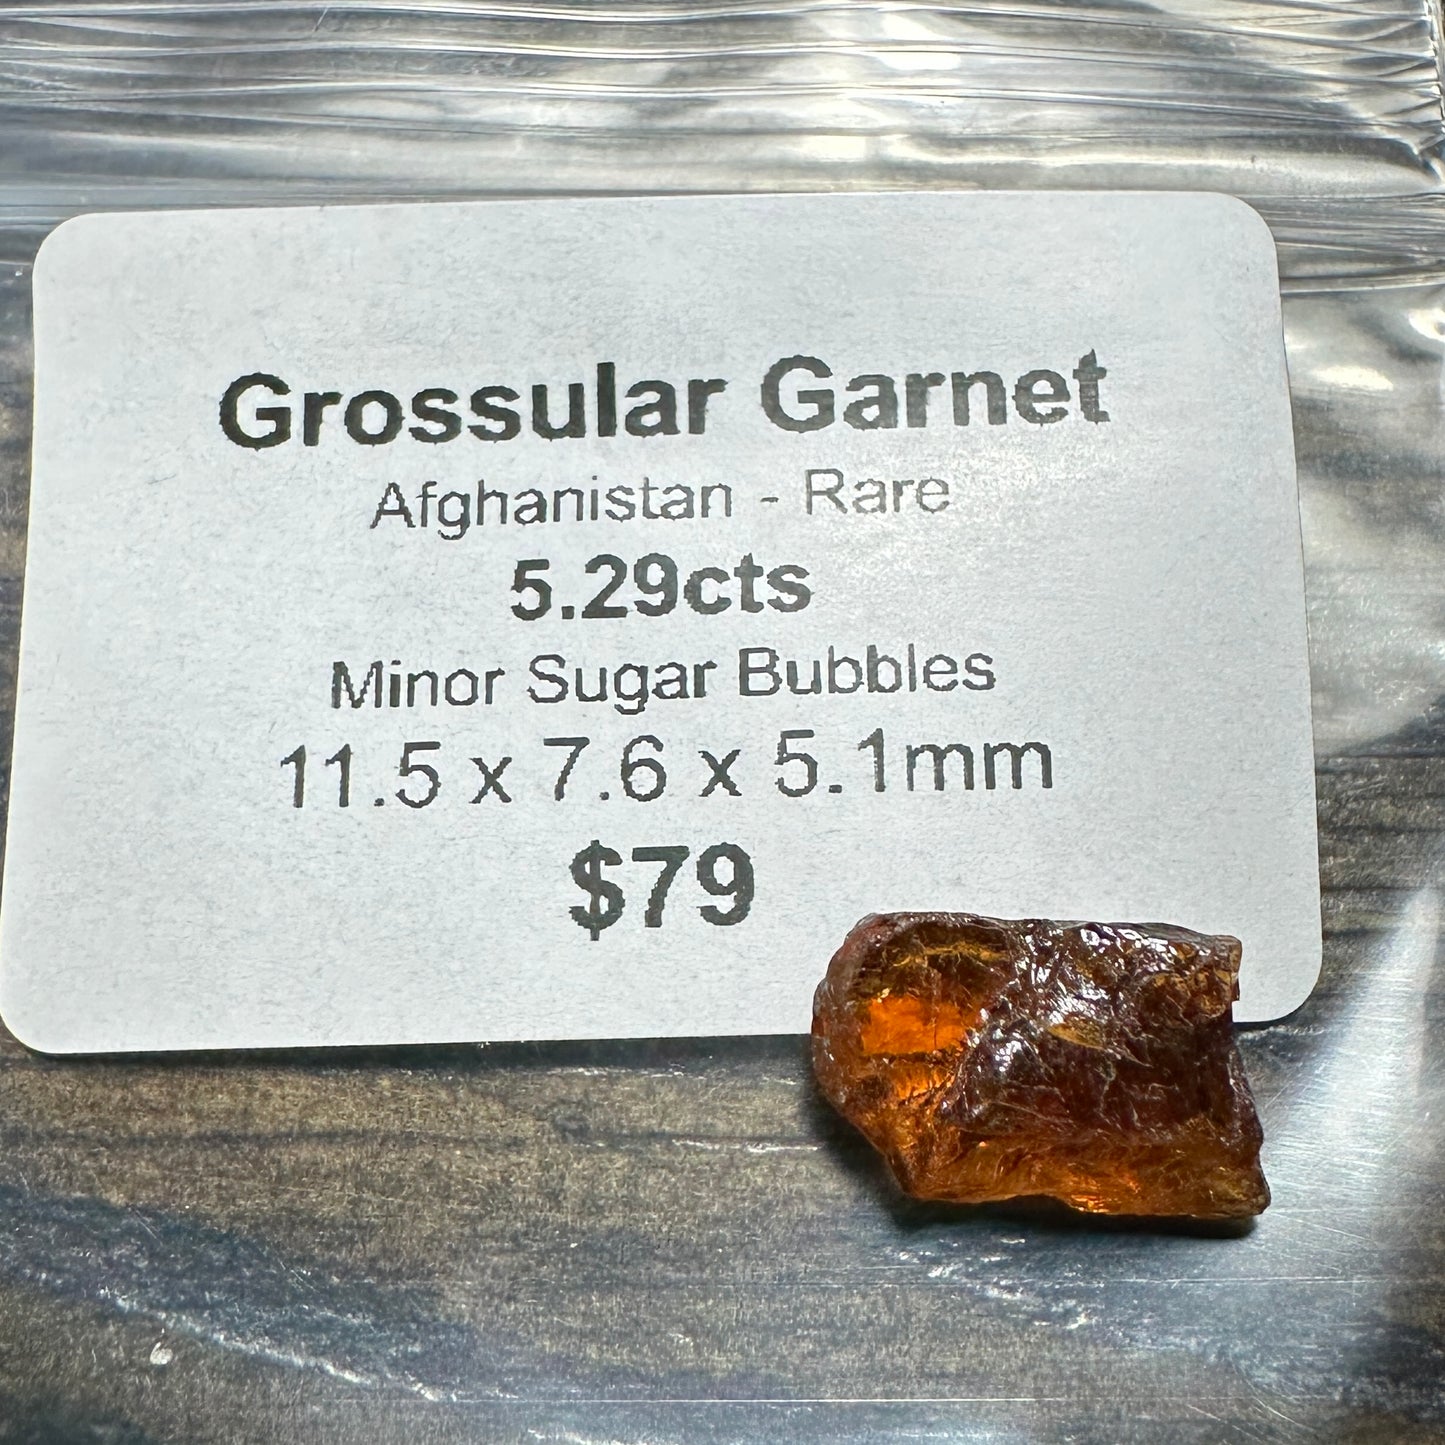 Grossular Garnet
Afghanistan - Rare
5.29cts
Minor Sugar Bubbles
11.5 x 7.6 x 5.1mm
$79